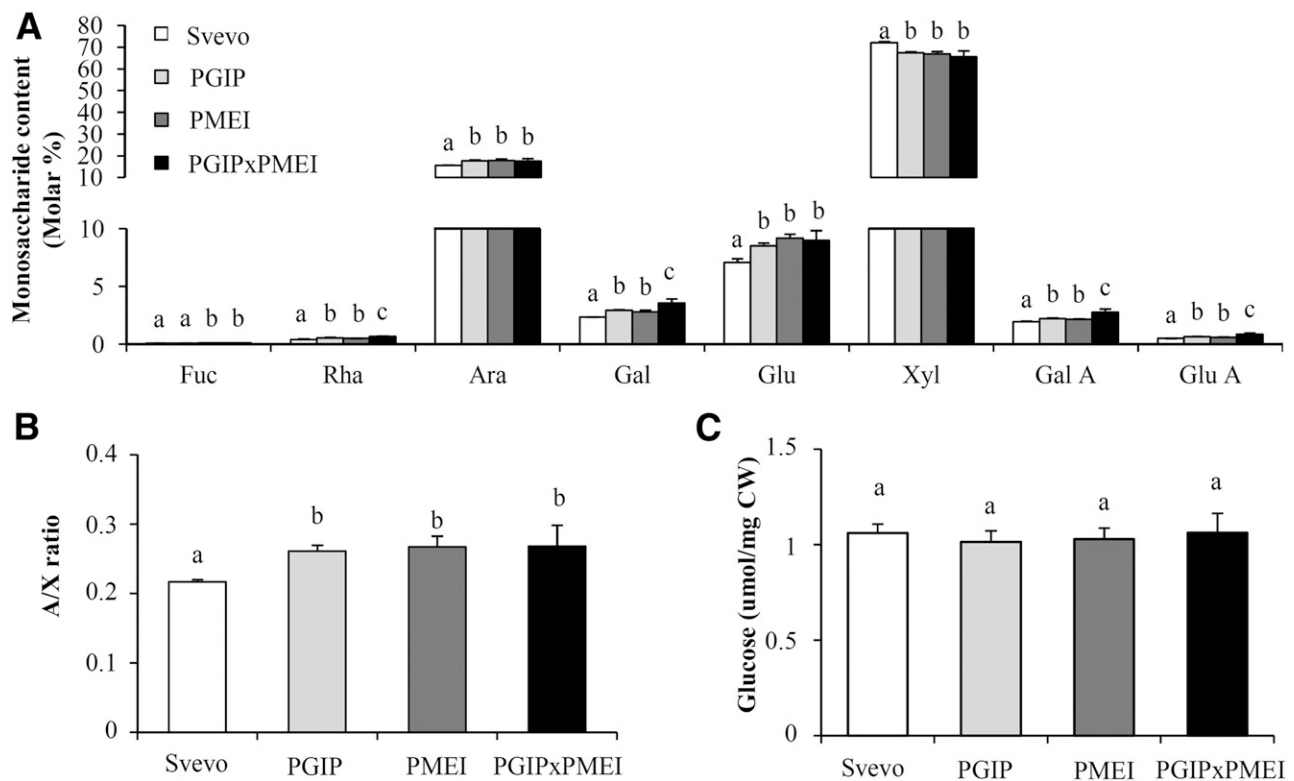 A
Monosaccharide content
(Molar %)
80
70
60
50
40
30
20
10
10
5
0
Svevo
PGIP
PMEI
PGIPxPMEI
a a b b
a b b c
a b b b
a b b c
a b b b
a b b b
a b b c
a b b c
Fuc Rha Ara Gal Glu Xyl Gal A Glu A
B
A/X ratio
0.4
0.3
0.2
0.1
0
a b b b
Svevo PGIP PMEI PGIPxPMEI
C
Glucose (umol/mg CW)
1.5
1
0.5
0
a a a a
Svevo PGIP PMEI PGIPxPMEI